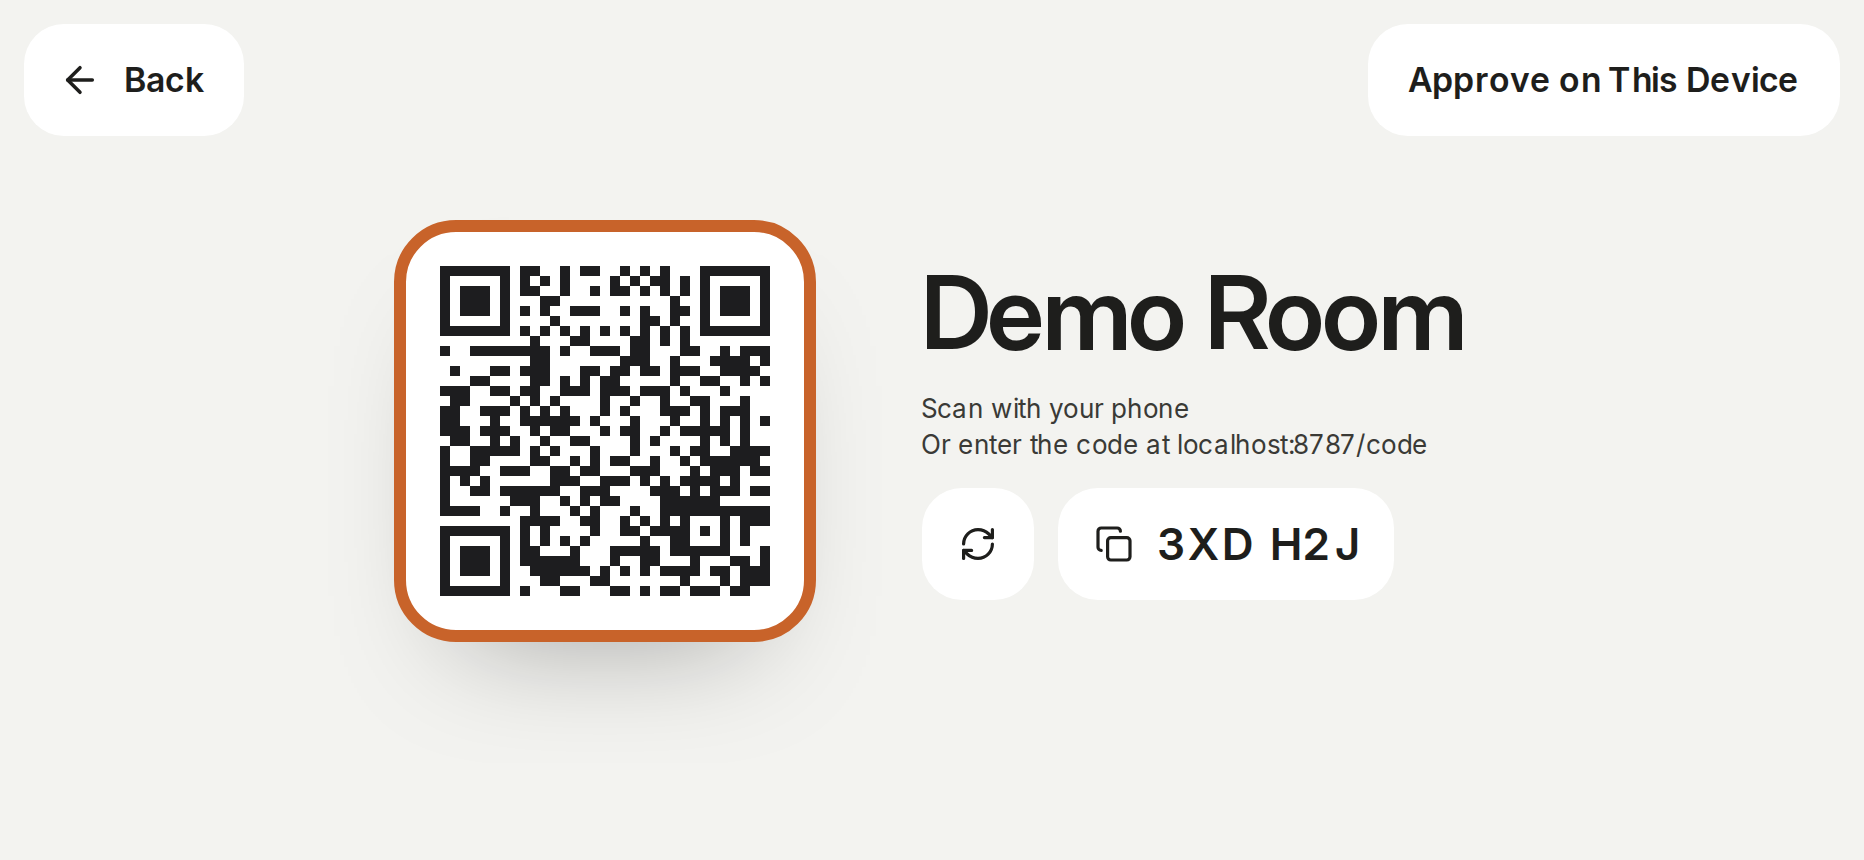 Back
Approve on This Device
Demo Room
Scan with your phone
Or enter the code at localhost:8787/code
3XD H2J